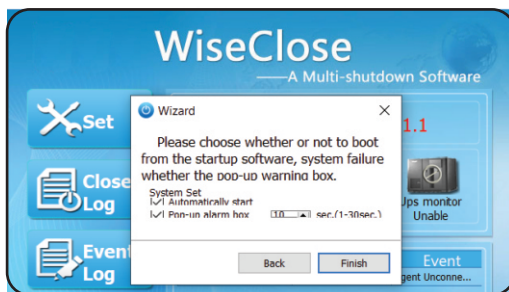 WiseClose
——A Multi-shutdown Software
Set
1.1
Wizard
Please choose whether or not to boot
from the startup software, system failure
whether the pop-up warning box.
System Set
Automatically start
Pop-up alarm box 10 sec.(1-30sec.)
Close
Log
Ups monitor
Unable
Back Finish
Event
Log
Event
gent Unconne...